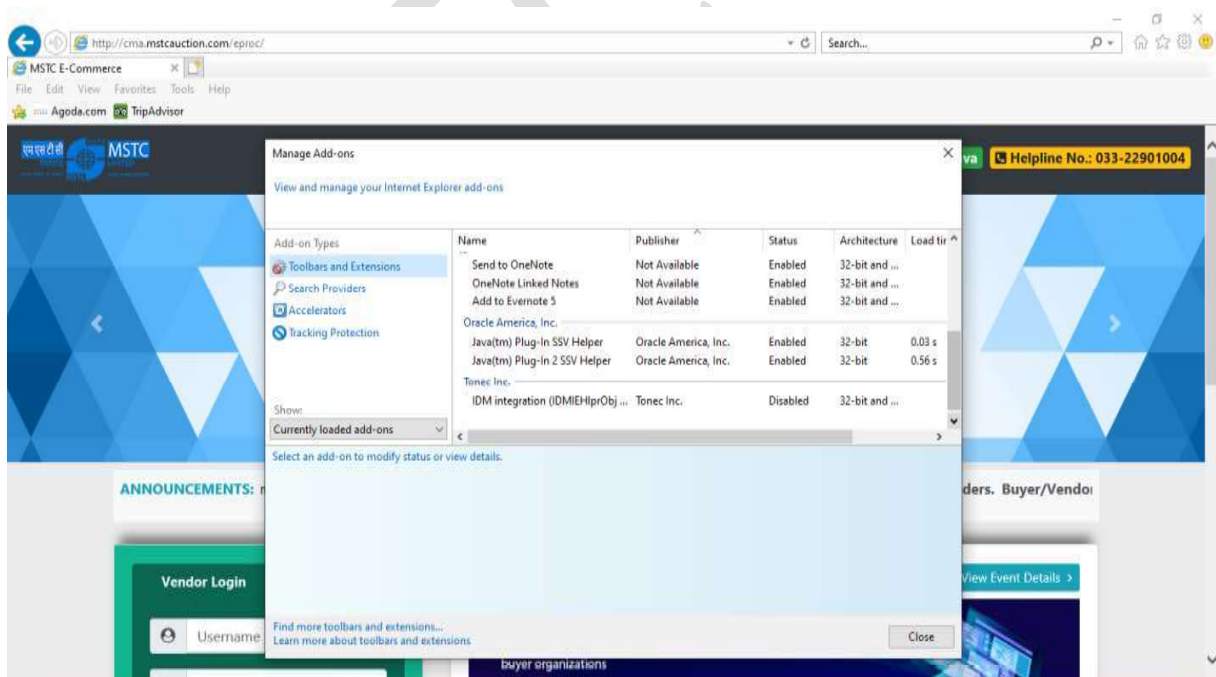 http://cma.mstcauction.com/eproc/
Search...
MSTC E-Commerce
File Edit View Favorites Tools Help
Agoda.com TripAdvisor
एम एस टी सी MSTC
va Helpline No.: 033-22901004
Manage Add-ons
View and manage your Internet Explorer add-ons
Add-on Types
Toolbars and Extensions
Search Providers
Accelerators
Tracking Protection
Show:
Currently loaded add-ons
Name Publisher Status Architecture Load tir
Send to OneNote Not Available Enabled 32-bit and ...
OneNote Linked Notes Not Available Enabled 32-bit and ...
Add to Evernote 5 Not Available Enabled 32-bit and ...
Oracle America, Inc.
Java(tm) Plug-In SSV Helper Oracle America, Inc. Enabled 32-bit 0.03 s
Java(tm) Plug-In 2 SSV Helper Oracle America, Inc. Enabled 32-bit 0.56 s
Tonec Inc.
IDM integration (IDMIEHlprObj ... Tonec Inc. Disabled 32-bit and ...
Select an add-on to modify status or view details.
ANNOUNCEMENTS: ders. Buyer/Vendor
Vendor Login
View Event Details
Username
Find more toolbars and extensions...
Learn more about toolbars and extensions
Close
buyer organizations